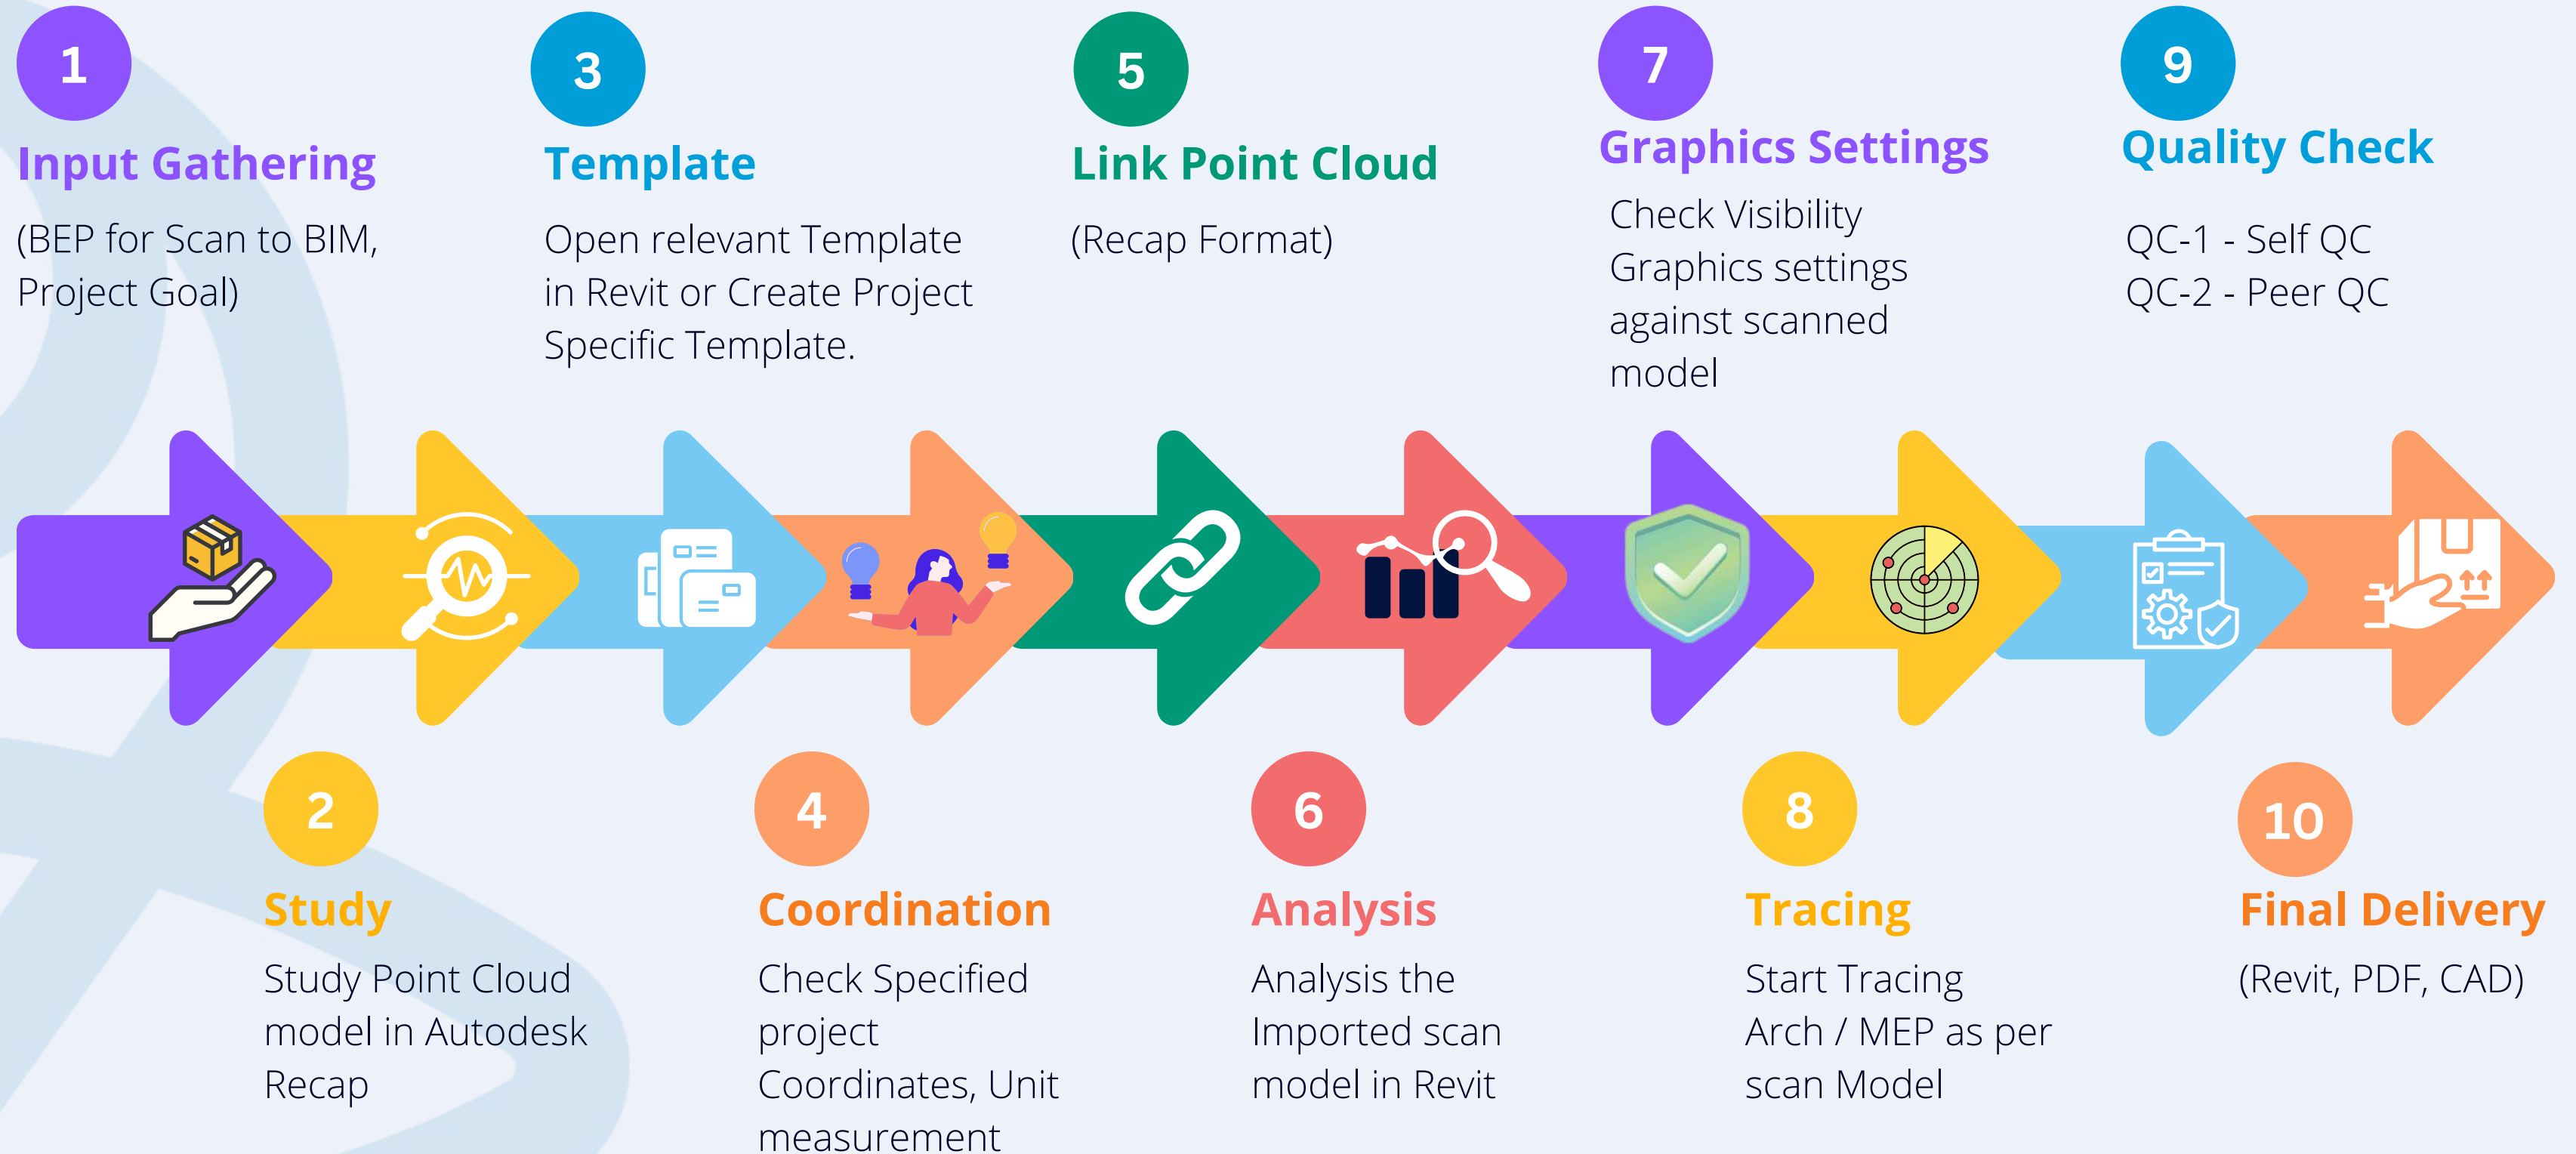 1
Input Gathering
(BEP for Scan to BIM,
Project Goal)
2
Study
Study Point Cloud
model in Autodesk
Recap
3
Template
Open relevant Template
in Revit or Create Project
Specific Template.
4
Coordination
Check Specified
project
Coordinates, Unit
measurement
5
Link Point Cloud
(Recap Format)
6
Analysis
Analysis the
Imported scan
model in Revit
7
Graphics Settings
Check Visibility
Graphics settings
against scanned
model
8
Tracing
Start Tracing
Arch / MEP as per
scan Model
9
Quality Check
QC-1 - Self QC
QC-2 - Peer QC
10
Final Delivery
(Revit, PDF, CAD)